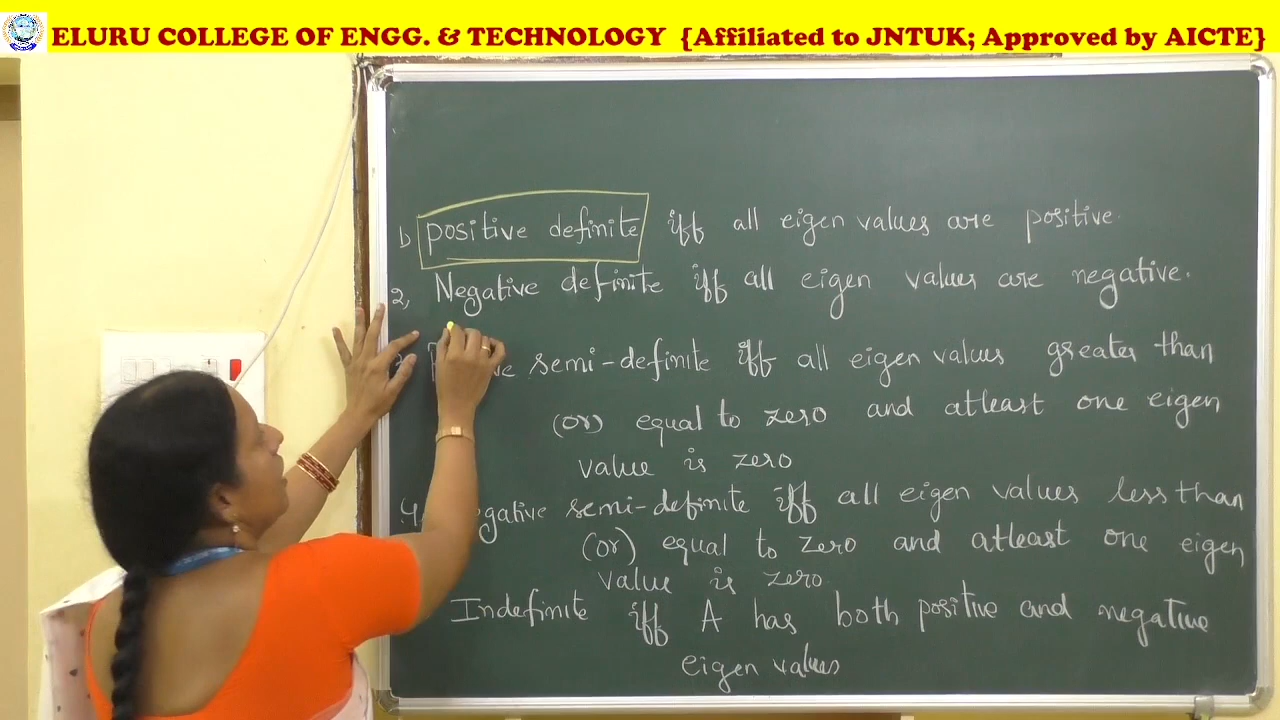 ELURU COLLEGE OF ENGG. & TECHNOLOGY {Affiliated to JNTUK; Approved by AICTE}
1) positive definite iff all eigen values are positive.
2, Negative definite iff all eigen values are negative.
semi-definite iff all eigen values greater than
(or) equal to zero and atleast one eigen
value is zero
4. semi-definite iff all eigen values less than
(or) equal to zero and atleast one eigen
value is zero
Indefinite iff A has both positive and negative
eigen values